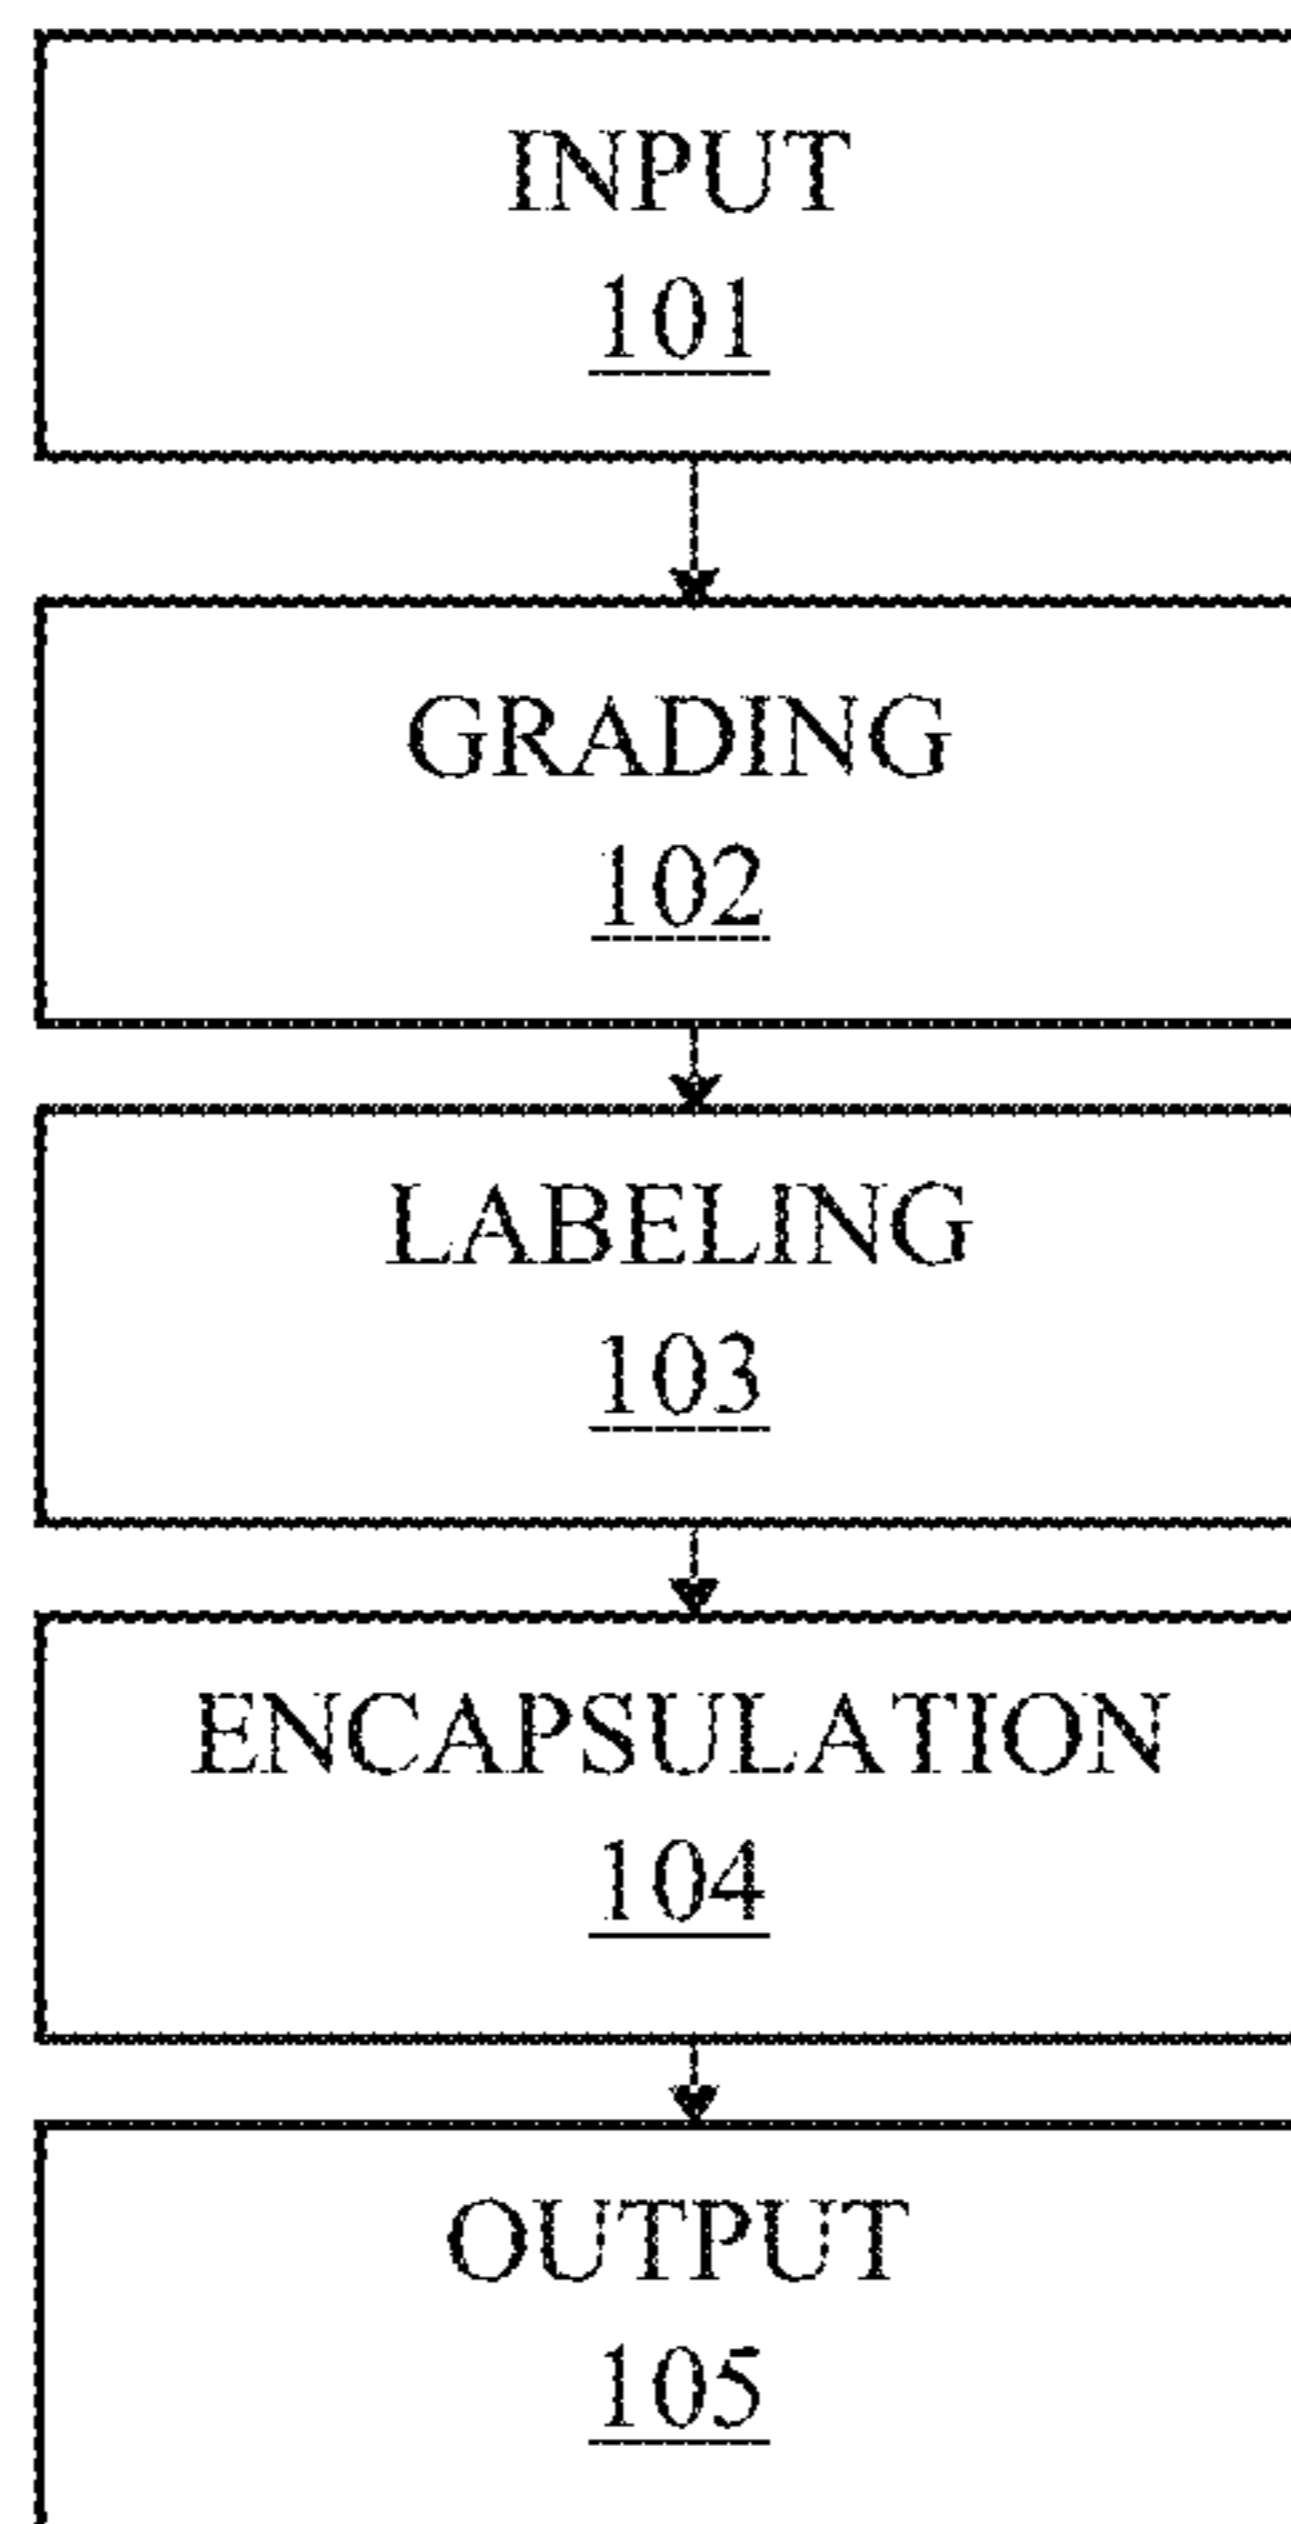 INPUT
101
GRADING
102
LABELING
103
ENCAPSULATION
104
OUTPUT
105